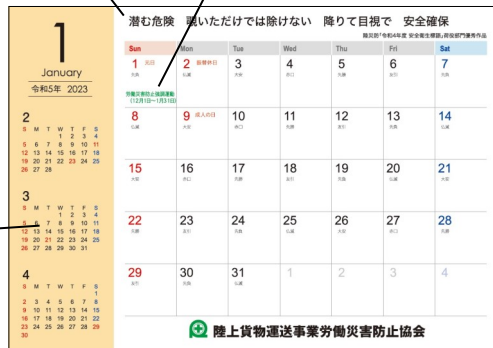 潜む危険 覗いただけでは除けない 降りて目視で 安全確保
陸災防「令和4年度 安全衛生標語」荷役部門優秀作品
1
January
令和5年 2023
Sun Mon Tue Wed Thu Fri Sat
1 元日 2 振替休日 3 4 5 6 7
労働災害防止強調運動
(12月1日~1月31日)
8 9 成人の日 10 11 12 13 14
15 16 17 18 19 20 21
22 23 24 25 26 27 28
29 30 31 1 2 3 4
2
S M T W T F S
1 2 3 4
5 6 7 8 9 10 11
12 13 14 15 16 17 18
19 20 21 22 23 24 25
26 27 28
3
S M T W T F S
1 2 3 4
5 6 7 8 9 10 11
12 13 14 15 16 17 18
19 20 21 22 23 24 25
26 27 28 29 30 31
4
S M T W T F S
1
2 3 4 5 6 7 8
9 10 11 12 13 14 15
16 17 18 19 20 21 22
23 24 25 26 27 28 29
30
陸上貨物運送事業労働災害防止協会